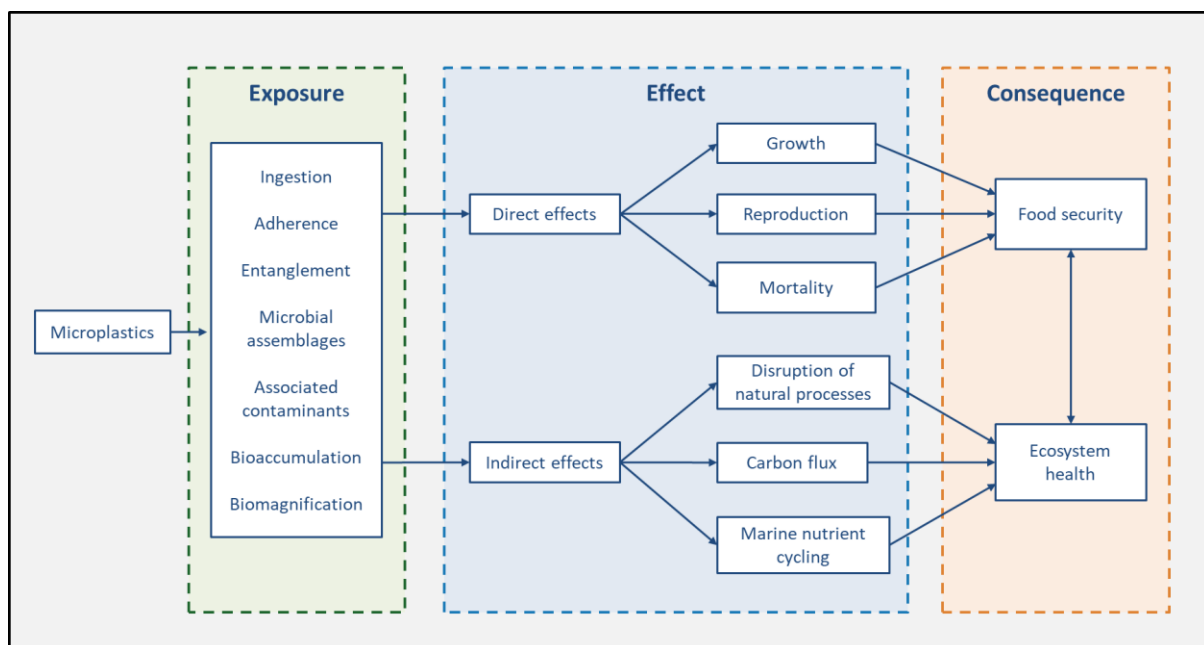 Exposure
Effect
Consequence
Microplastics
Ingestion
Adherence
Entanglement
Microbial
assemblages
Associated
contaminants
Bioaccumulation
Biomagnification
Direct effects
Growth
Reproduction
Mortality
Indirect effects
Disruption of
natural processes
Carbon flux
Marine nutrient
cycling
Food security
Ecosystem
health